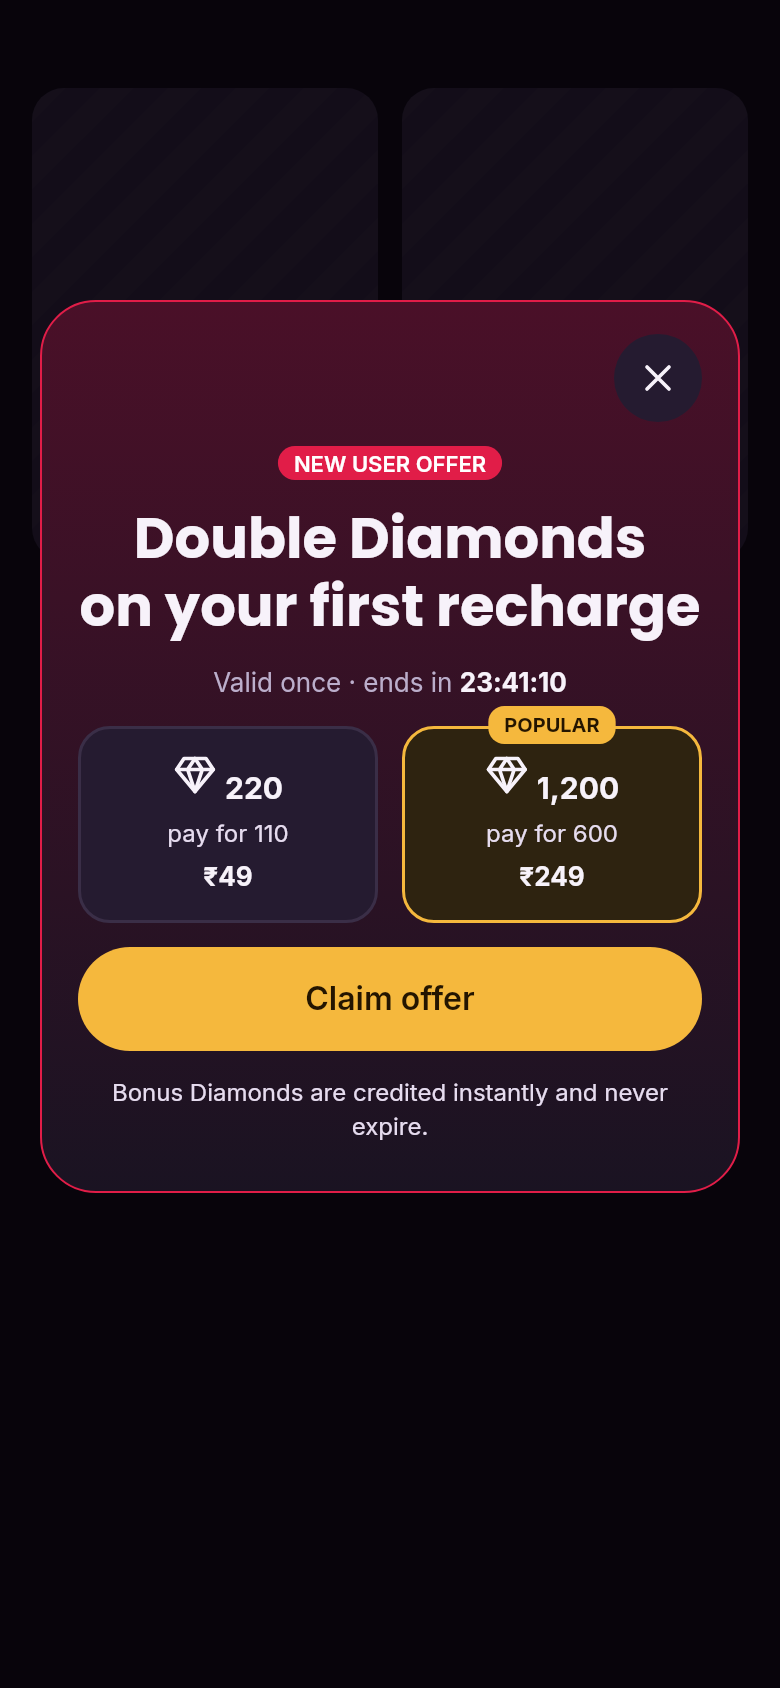 NEW USER OFFER
Double Diamonds
on your first recharge
Valid once · ends in 23:41:10
POPULAR
220
pay for 110
₹49
1,200
pay for 600
₹249
Claim offer
Bonus Diamonds are credited instantly and never
expire.